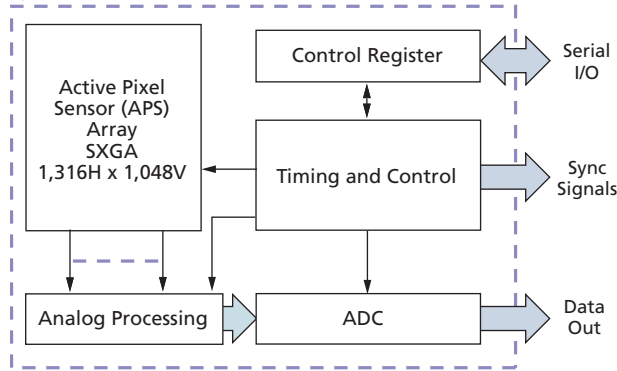 Active Pixel
Sensor (APS)
Array
SXGA
1,316H x 1,048V
Control Register
Serial
I/O
Timing and Control
Sync
Signals
Analog Processing
ADC
Data
Out